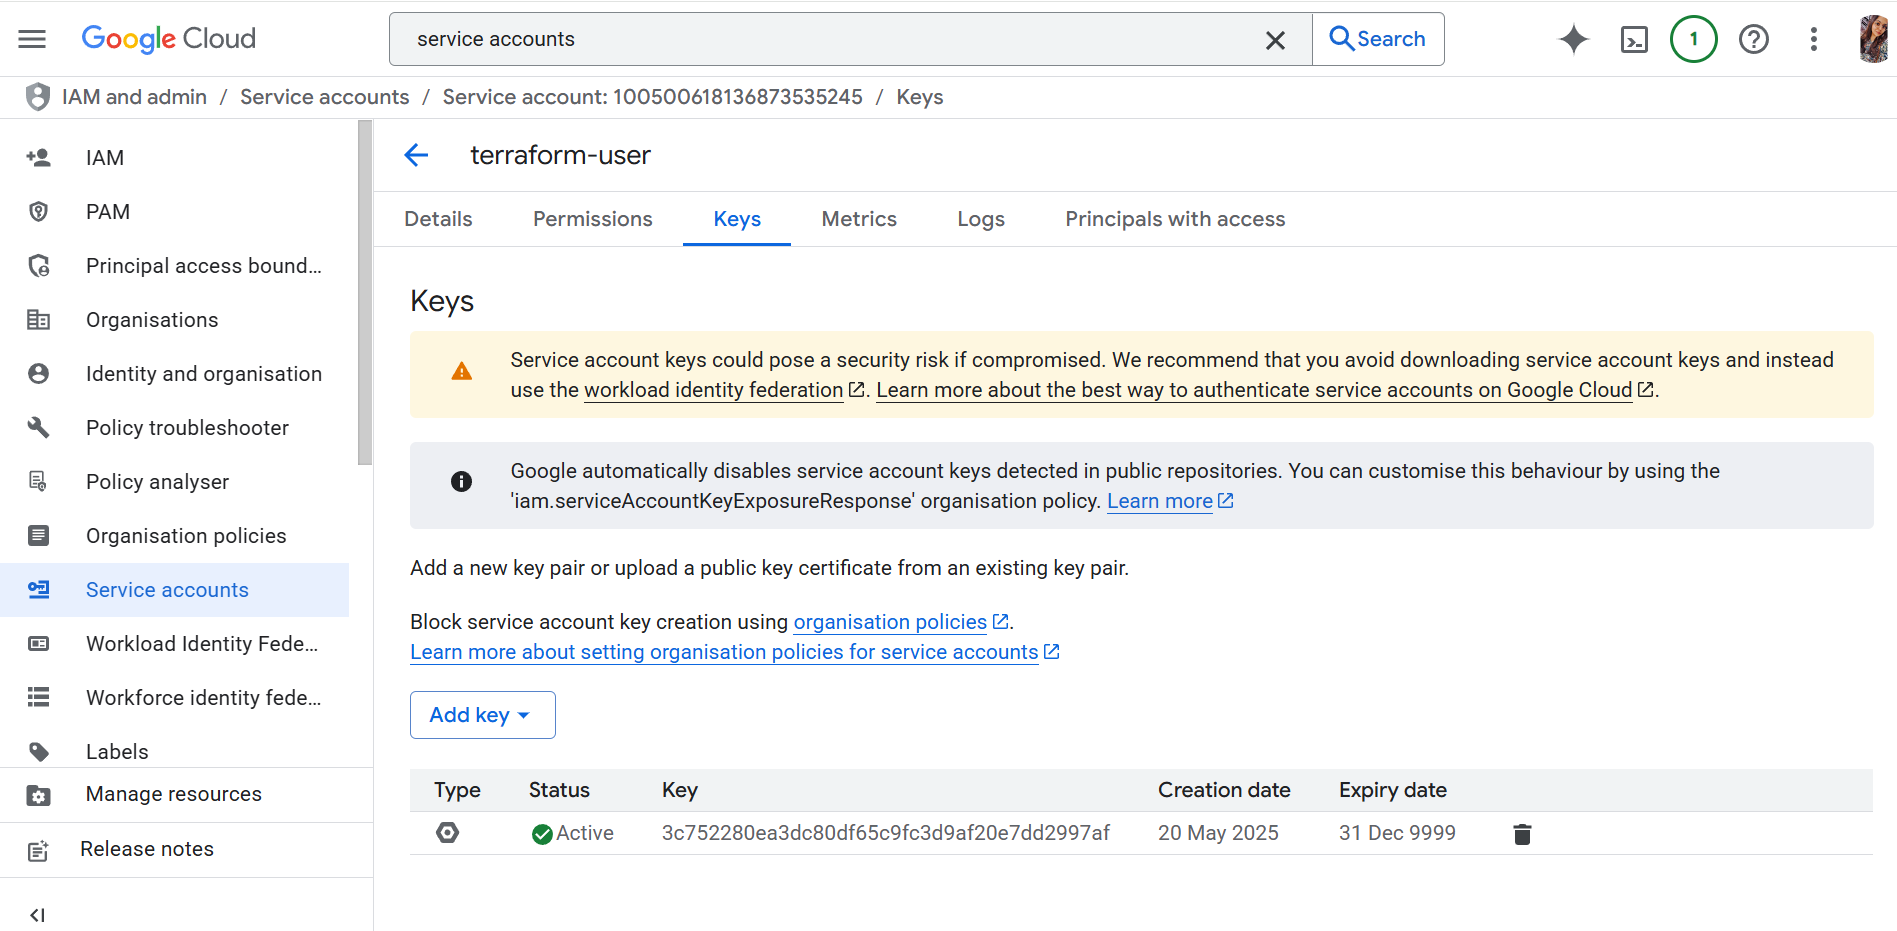 Google Cloud
service accounts
Search
1
IAM and admin / Service accounts / Service account: 100500618136873535245 / Keys
IAM
PAM
Principal access bound...
Organisations
Identity and organisation
Policy troubleshooter
Policy analyser
Organisation policies
Service accounts
Workload Identity Fede...
Workforce identity fede...
Labels
Manage resources
Release notes
terraform-user
Details Permissions Keys Metrics Logs Principals with access
Keys
Service account keys could pose a security risk if compromised. We recommend that you avoid downloading service account keys and instead
use the workload identity federation. Learn more about the best way to authenticate service accounts on Google Cloud.
Google automatically disables service account keys detected in public repositories. You can customise this behaviour by using the
'iam.serviceAccountKeyExposureResponse' organisation policy. Learn more
Add a new key pair or upload a public key certificate from an existing key pair.
Block service account key creation using organisation policies.
Learn more about setting organisation policies for service accounts
Add key
Type Status Key Creation date Expiry date
Active 3c752280ea3dc80df65c9fc3d9af20e7dd2997af 20 May 2025 31 Dec 9999